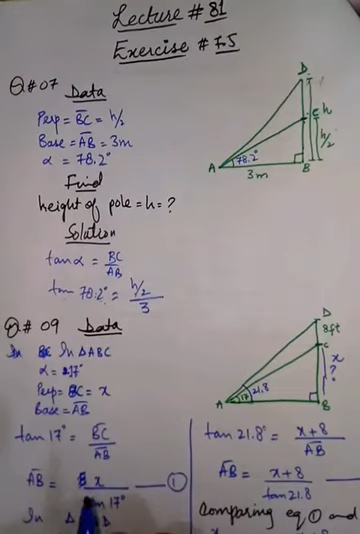 Lecture # 81
Exercise # 7.5
Q # 07 Data
Perp = BC = h/2
Base = AB = 3m
α = 78.2°
Find
height of pole = h = ?
Solution
tan α = BC/AB
tan 78.2° = h/2 / 3
D
C
h
h/2
A
78.2°
3m
B
Q # 09 Data
In ΔABC
α = 17°
Perp = BC = x
Base = AB
tan 17° = BC/AB
AB = x / tan 17° — ①
In Δ
D
8ft
C
x
?
A
17
21.8
B
tan 21.8° = x+8 / AB
AB = x+8 / tan 21.8 —
Comparing eq ① and